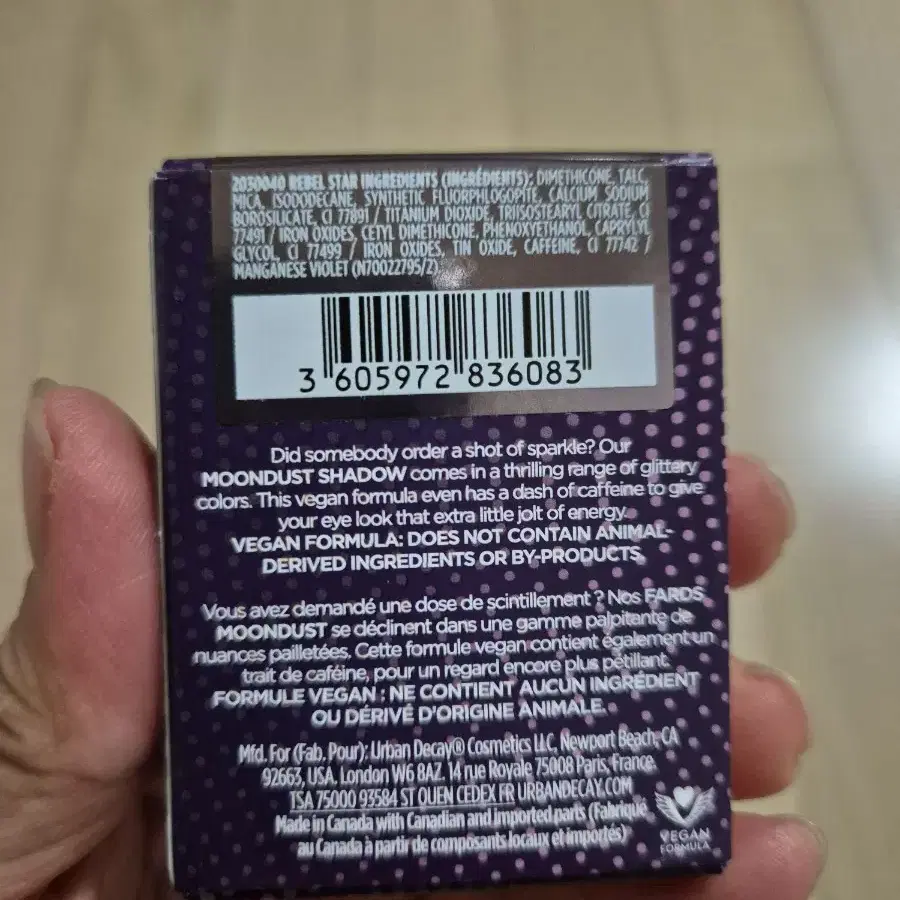 2030040 REBEL STAR INGREDIENTS (INGRÉDIENTS): DIMETHICONE, TALC,
MICA, ISODODECANE, SYNTHETIC FLUORPHLOGOPITE, CALCIUM SODIUM
BOROSILICATE, CI 77891 / TITANIUM DIOXIDE, TRIISOSTEARYL CITRATE, CI
77491 / IRON OXIDES, CETYL DIMETHICONE, PHENOXYETHANOL, CAPRYLYL
GLYCOL, CI 77499 / IRON OXIDES, TIN OXIDE, CAFFEINE, CI 77742 /
MANGANESE VIOLET (N70022795/2)
3 605972 836083
Did somebody order a shot of sparkle? Our
MOONDUST SHADOW comes in a thrilling range of glittery
colors. This vegan formula even has a dash of caffeine to give
your eye look that extra little jolt of energy.
VEGAN FORMULA: DOES NOT CONTAIN ANIMAL-
DERIVED INGREDIENTS OR BY-PRODUCTS.
Vous avez demandé une dose de scintillement ? Nos FARDS
MOONDUST se déclinent dans une gamme palpitante de
nuances pailletées. Cette formule vegan contient également un
trait de caféine, pour un regard encore plus pétillant.
FORMULE VEGAN : NE CONTIENT AUCUN INGRÉDIENT
OU DÉRIVÉ D'ORIGINE ANIMALE.
Mfd. For (Fab. Pour): Urban Decay® Cosmetics LLC, Newport Beach, CA
92663, USA. London W6 8AZ. 14 rue Royale 75008 Paris, France.
TSA 75000 93584 ST OUEN CEDEX FR URBANDECAY.COM
Made in Canada with Canadian and imported parts (Fabriqué
au Canada à partir de composants locaux et importés)
VEGAN
FORMULA